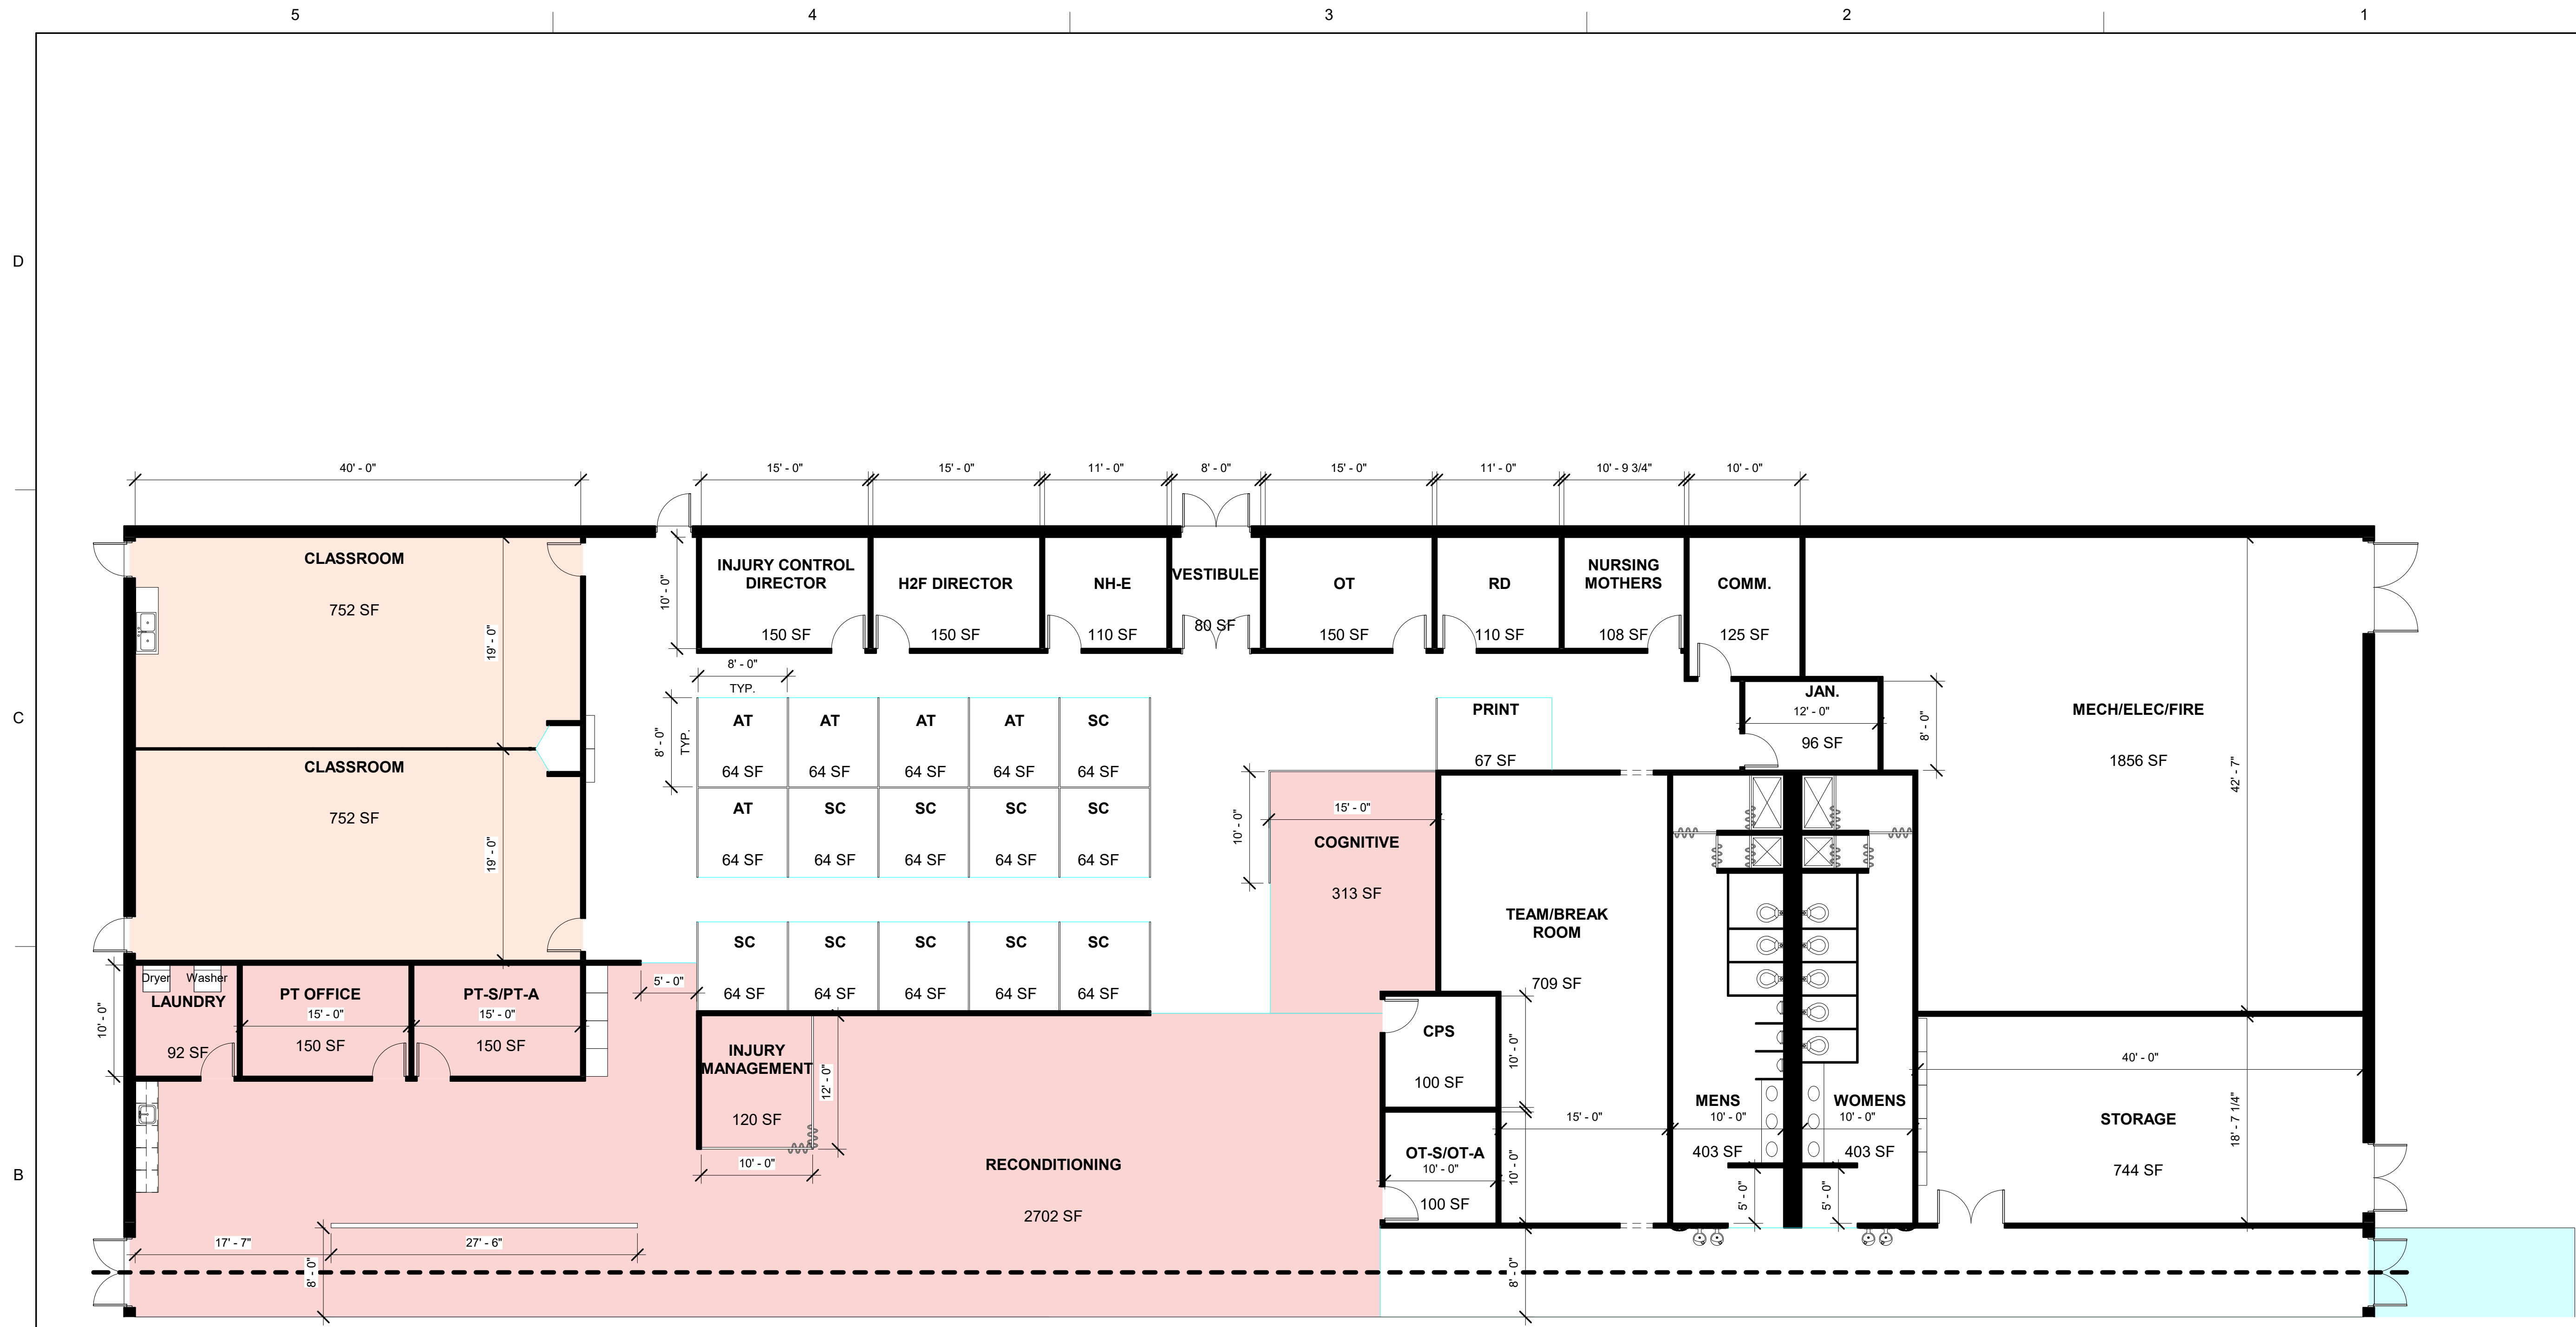 5 4 3 2 1
D
40' - 0" 15' - 0" 15' - 0" 11' - 0" 8' - 0" 15' - 0" 11' - 0" 10' - 9 3/4" 10' - 0"
CLASSROOM
752 SF
19' - 0"
10' - 0"
INJURY CONTROL
DIRECTOR
150 SF
H2F DIRECTOR
150 SF
NH-E
110 SF
VESTIBULE
80 SF
OT
150 SF
RD
110 SF
NURSING
MOTHERS
108 SF
COMM.
125 SF
8' - 0"
TYP.
8' - 0"
TYP.
C
AT AT AT AT SC
64 SF 64 SF 64 SF 64 SF 64 SF
AT SC SC SC SC
64 SF 64 SF 64 SF 64 SF 64 SF
SC SC SC SC SC
64 SF 64 SF 64 SF 64 SF 64 SF
PRINT
67 SF
JAN.
12' - 0"
96 SF
8' - 0"
MECH/ELEC/FIRE
1856 SF
42' - 7"
CLASSROOM
752 SF
19' - 0"
15' - 0"
10' - 0"
COGNITIVE
313 SF
TEAM/BREAK
ROOM
709 SF
15' - 0"
Dryer Washer
LAUNDRY
92 SF
10' - 0"
PT OFFICE
15' - 0"
150 SF
PT-S/PT-A
15' - 0"
150 SF
5' - 0"
INJURY
MANAGEMENT
120 SF
12' - 0"
10' - 0"
CPS
100 SF
10' - 0"
OT-S/OT-A
10' - 0"
100 SF
10' - 0"
MENS
10' - 0"
403 SF
5' - 0"
WOMENS
10' - 0"
403 SF
5' - 0"
40' - 0"
STORAGE
744 SF
18' - 7 1/4"
B
RECONDITIONING
2702 SF
17' - 7" 27' - 6"
8' - 0"
8' - 0"